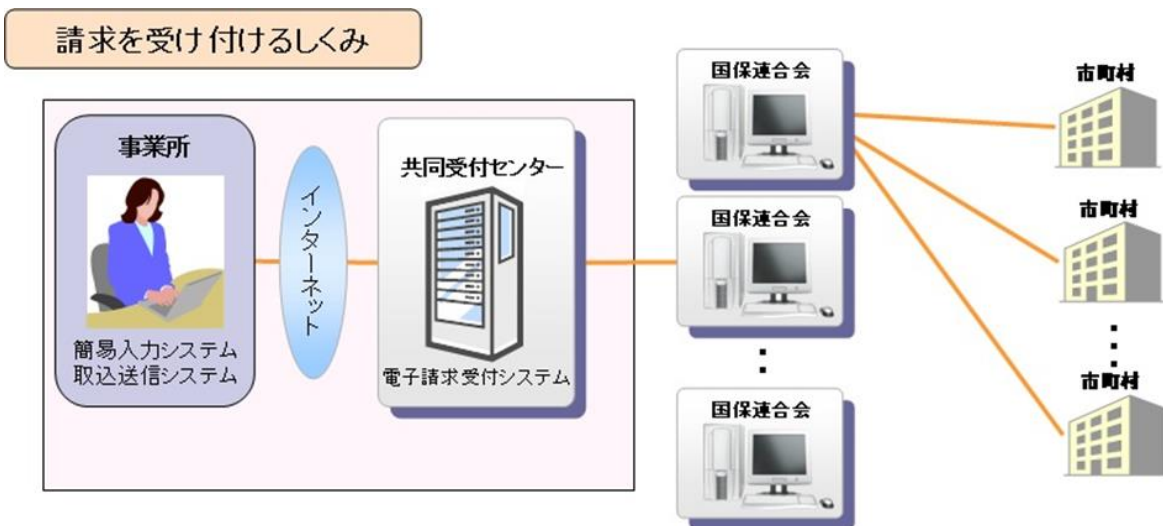 請求を受け付けるしくみ
事業所
簡易入力システム
取込送信システム
インターネット
共同受付センター
電子請求受付システム
国保連合会
国保連合会
国保連合会
市町村
市町村
市町村